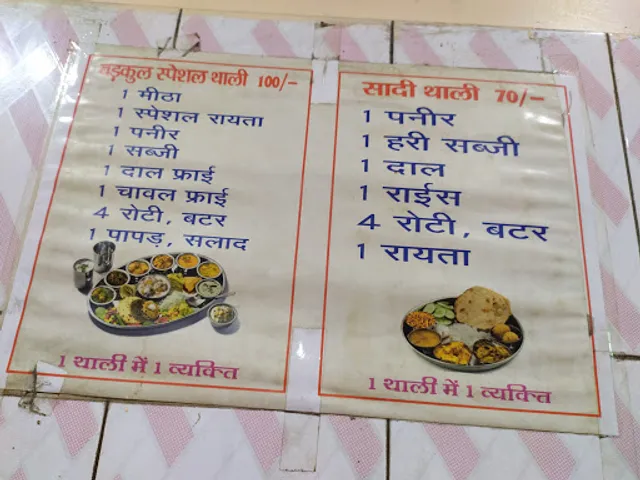 गड़कुल स्पेशल थाली 100/-
1 मीठा
1 स्पेशल रायता
1 पनीर
1 सब्जी
1 दाल फ्राई
1 चावल फ्राई
4 रोटी, बटर
1 पापड़, सलाद
1 थाली में 1 व्यक्ति
सादी थाली 70/-
1 पनीर
1 हरी सब्जी
1 दाल
1 राईस
4 रोटी, बटर
1 रायता
1 थाली में 1 व्यक्ति